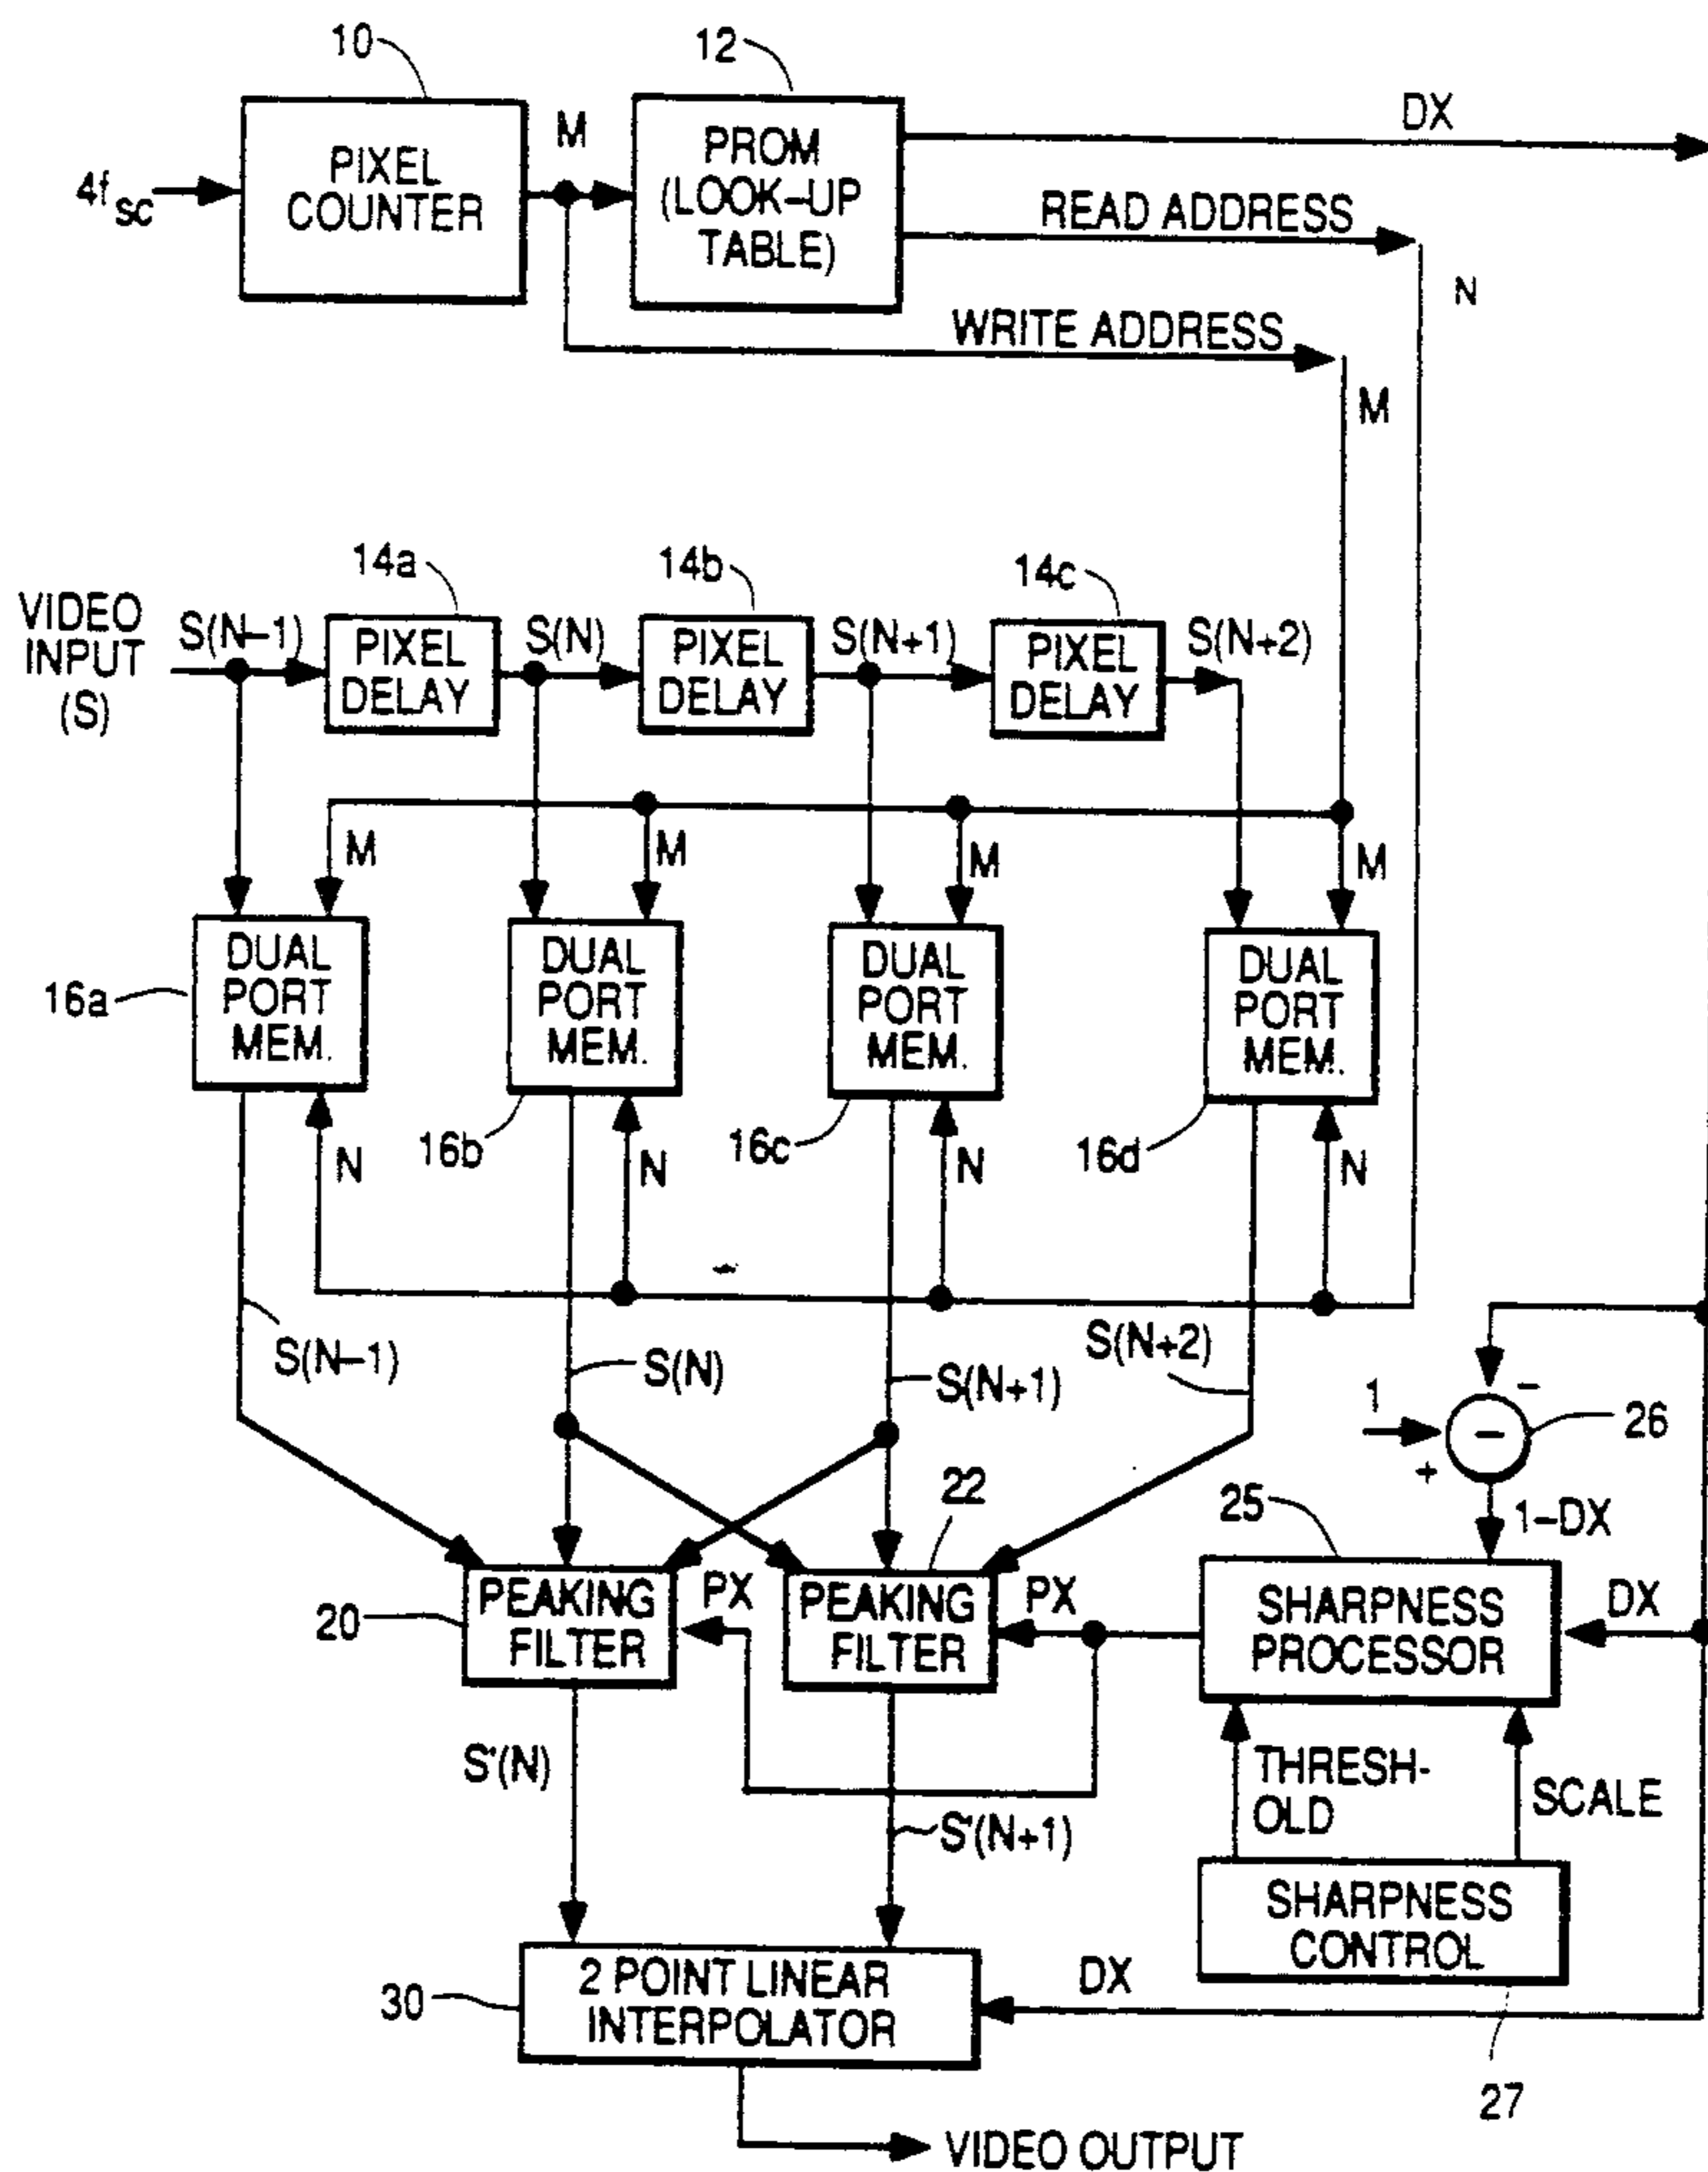 10
12
PIXEL
COUNTER
4fsc
M
PROM
(LOOK-UP
TABLE)
DX
READ ADDRESS
N
WRITE ADDRESS
M
VIDEO
INPUT
(S)
S(N-1)
14a
PIXEL
DELAY
S(N)
14b
PIXEL
DELAY
S(N+1)
14c
PIXEL
DELAY
S(N+2)
M
M
M
M
16a
DUAL
PORT
MEM.
DUAL
PORT
MEM.
DUAL
PORT
MEM.
DUAL
PORT
MEM.
16b
16c
16d
N
N
N
N
S(N-1)
S(N)
S(N+1)
S(N+2)
1
-
-
+
26
1-DX
22
25
20
PEAKING
FILTER
PX
PEAKING
FILTER
PX
SHARPNESS
PROCESSOR
DX
S'(N)
S'(N+1)
THRESH-
OLD
SCALE
SHARPNESS
CONTROL
27
30
2 POINT LINEAR
INTERPOLATOR
DX
VIDEO OUTPUT